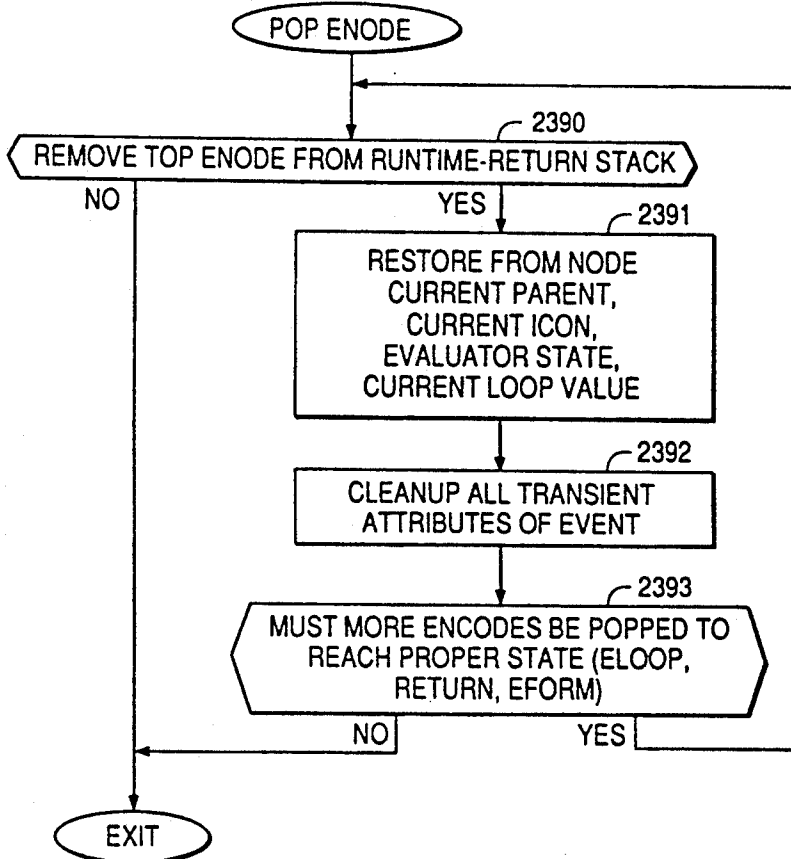 POP ENODE
2390
REMOVE TOP ENODE FROM RUNTIME-RETURN STACK
NO
YES
2391
RESTORE FROM NODE
CURRENT PARENT,
CURRENT ICON,
EVALUATOR STATE,
CURRENT LOOP VALUE
2392
CLEANUP ALL TRANSIENT
ATTRIBUTES OF EVENT
2393
MUST MORE ENCODES BE POPPED TO
REACH PROPER STATE (ELOOP,
RETURN, EFORM)
NO
YES
EXIT